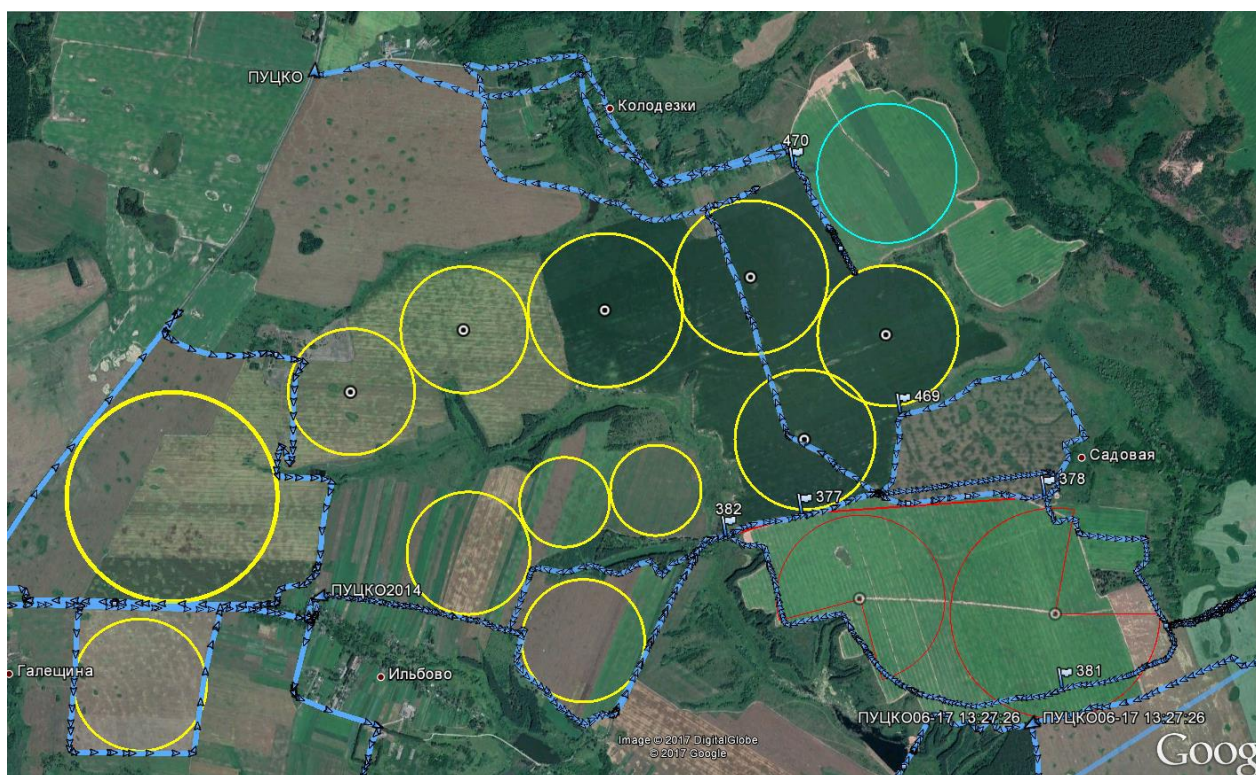 ПУЦКО
Колодезки
470
469
Садовая
378
377
382
ПУЦКО2014
Галещина
Ильбово
381
ПУЦКО06-17 13:27:26
ПУЦКО06-17 13:27:26
Image © 2017 DigitalGlobe
© 2017 Google
Goog